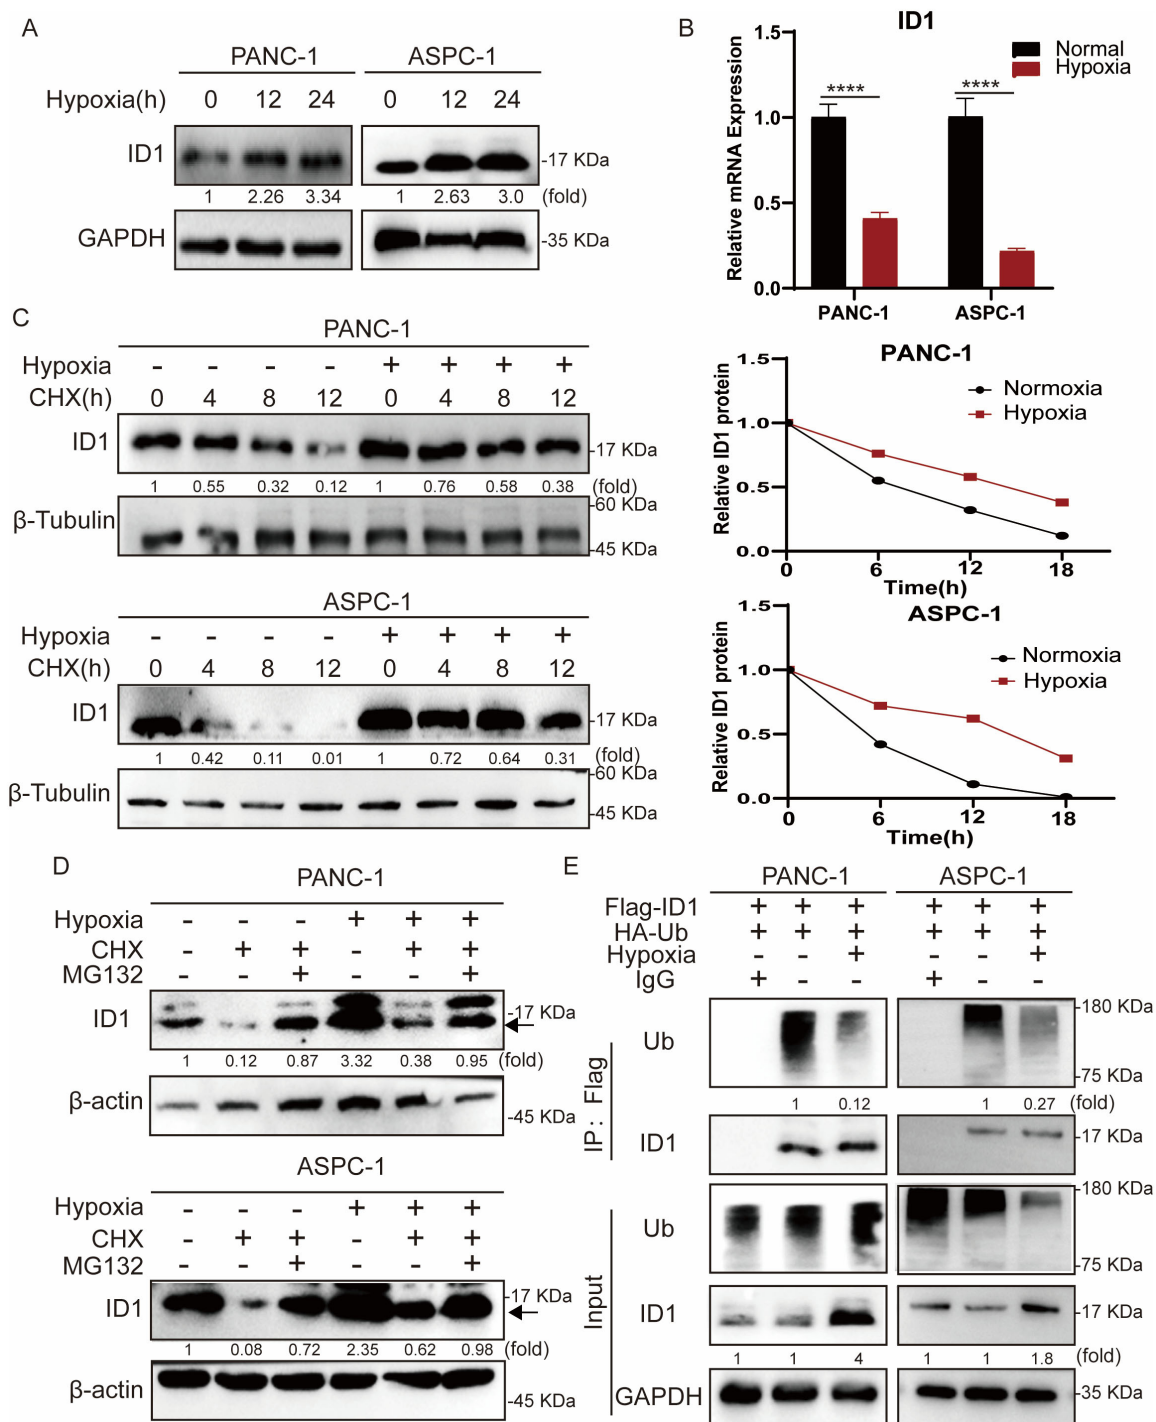 A
PANC-1 ASPC-1
Hypoxia(h) 0 12 24 0 12 24
ID1 -17 KDa
1 2.26 3.34 1 2.63 3.0 (fold)
GAPDH -35 KDa
B
ID1
Relative mRNA Expression
1.5
1.0
0.5
0.0
**** ****
Normal
Hypoxia
PANC-1 ASPC-1
C
PANC-1
Hypoxia - - - - + + + +
CHX(h) 0 4 8 12 0 4 8 12
ID1 -17 KDa
1 0.55 0.32 0.12 1 0.76 0.58 0.38 (fold)
-60 KDa
β-Tubulin
-45 KDa
ASPC-1
Hypoxia - - - - + + + +
CHX(h) 0 4 8 12 0 4 8 12
ID1 -17 KDa
1 0.42 0.11 0.01 1 0.72 0.64 0.31 (fold)
-60 KDa
β-Tubulin
-45 KDa
PANC-1
Relative ID1 protein
1.5
1.0
0.5
0.0
Normoxia
Hypoxia
0 6 12 18
Time(h)
ASPC-1
Relative ID1 protein
1.5
1.0
0.5
0.0
Normoxia
Hypoxia
0 6 12 18
Time(h)
D
PANC-1
Hypoxia - - - + + +
CHX - + + - + +
MG132 - - + - - +
ID1 -17 KDa
1 0.12 0.87 3.32 0.38 0.95 (fold)
β-actin
-45 KDa
ASPC-1
Hypoxia - - - + + +
CHX - + + - + +
MG132 - - + - - +
ID1 -17 KDa
1 0.08 0.72 2.35 0.62 0.98 (fold)
β-actin
-45 KDa
E
PANC-1 ASPC-1
Flag-ID1 + + + + + +
HA-Ub + + + + + +
Hypoxia - - + - - +
IgG + - - + - -
IP: Flag
Ub -180 KDa
-75 KDa
1 0.12 1 0.27 (fold)
ID1 -17 KDa
Input
Ub -180 KDa
-75 KDa
ID1 -17 KDa
1 1 4 1 1 1.8 (fold)
GAPDH -35 KDa